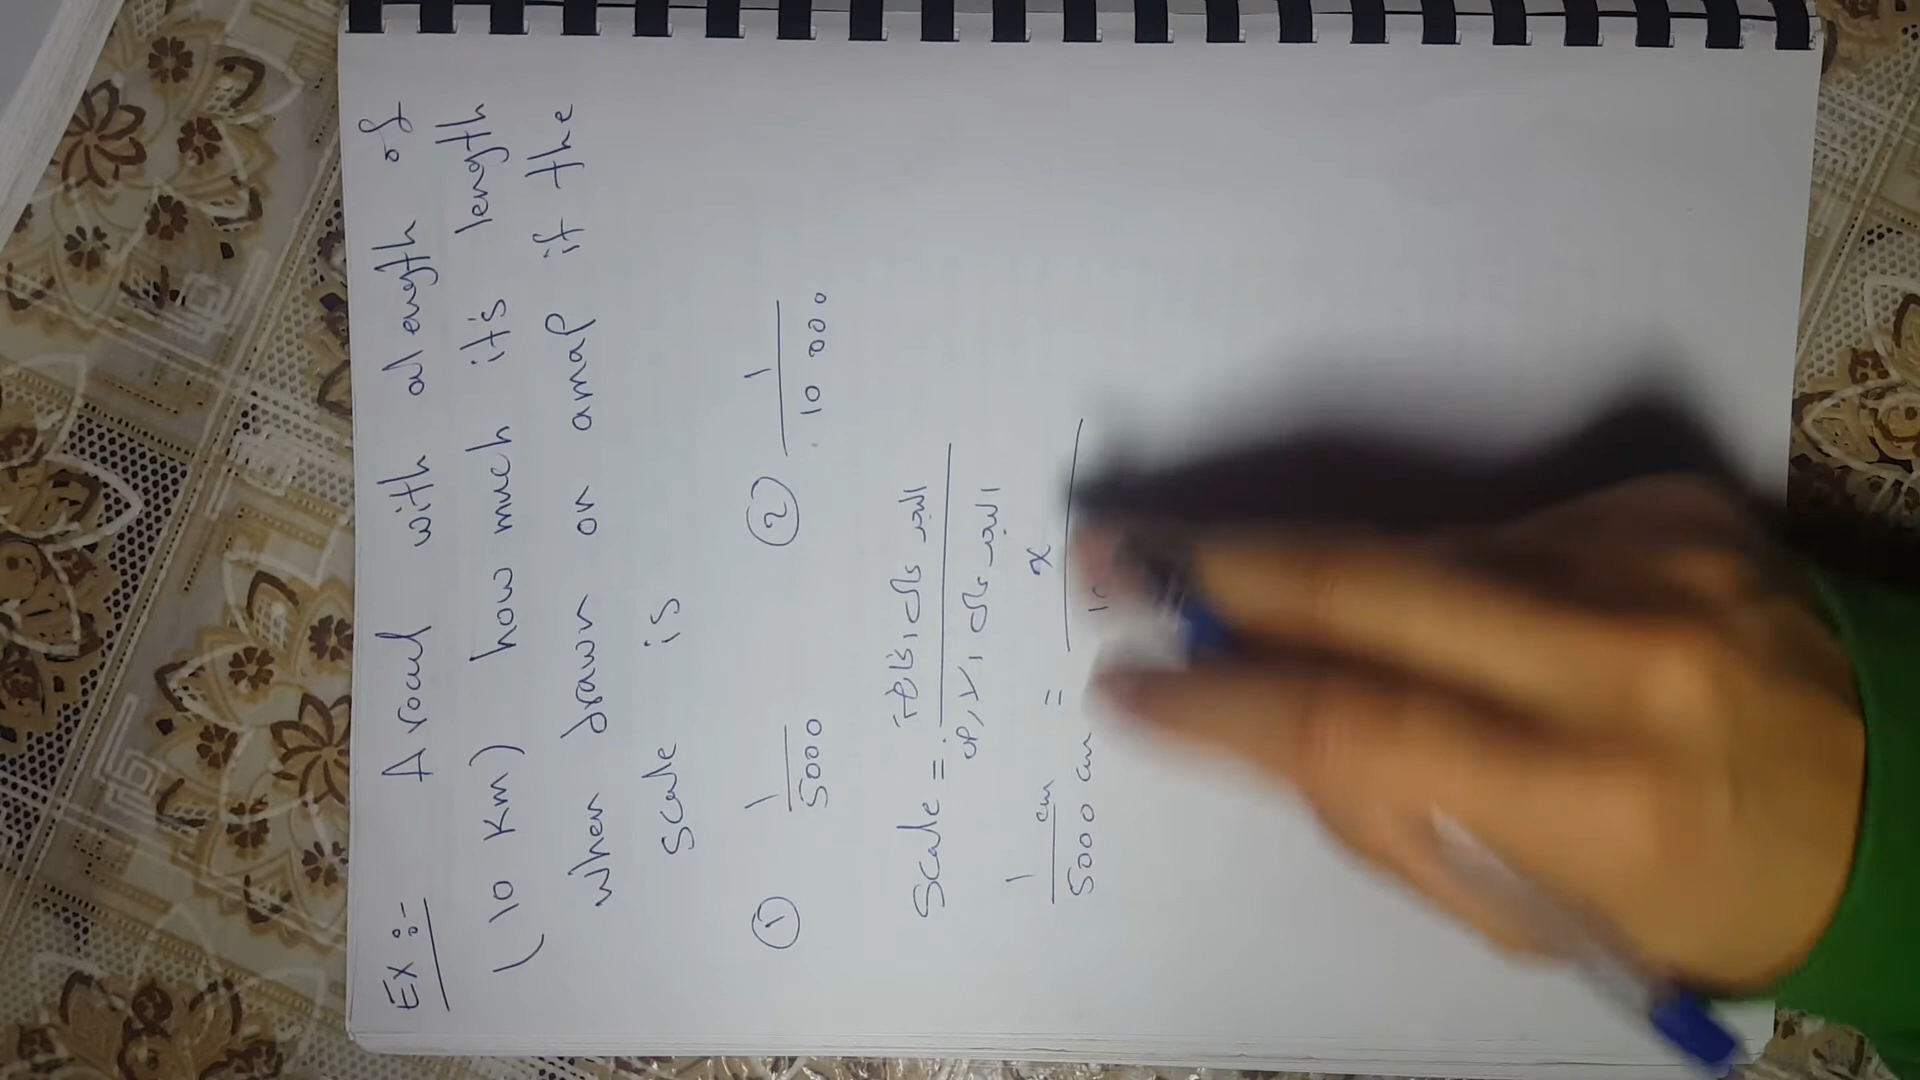 Ex :-  A road with a length of
(10 Km) how much it's length
when drawn on a map if the
scale is
① 1/5000  ② 1/10 000
Scale = البعد على الخارطة / البعد على الارض
1 cm/5000 cm = x/